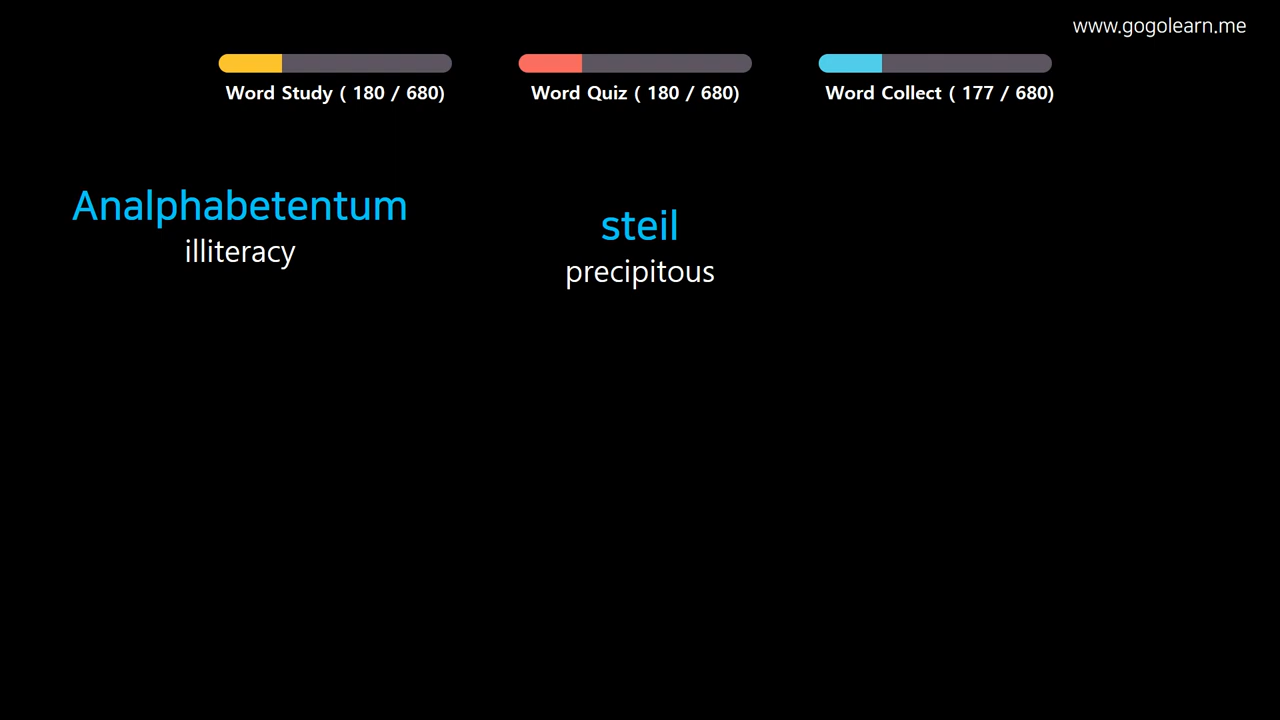 www.gogolearn.me
Word Study ( 180 / 680)
Word Quiz ( 180 / 680)
Word Collect ( 177 / 680)
Analphabetentum
illiteracy
steil
precipitous